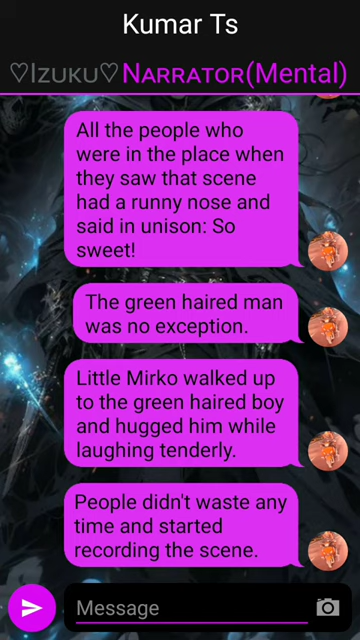 Kumar Ts
♡Izuku♡Narrator(Mental)
All the people who
were in the place when
they saw that scene
had a runny nose and
said in unison: So
sweet!
The green haired man
was no exception.
Little Mirko walked up
to the green haired boy
and hugged him while
laughing tenderly.
People didn't waste any
time and started
recording the scene.
Message